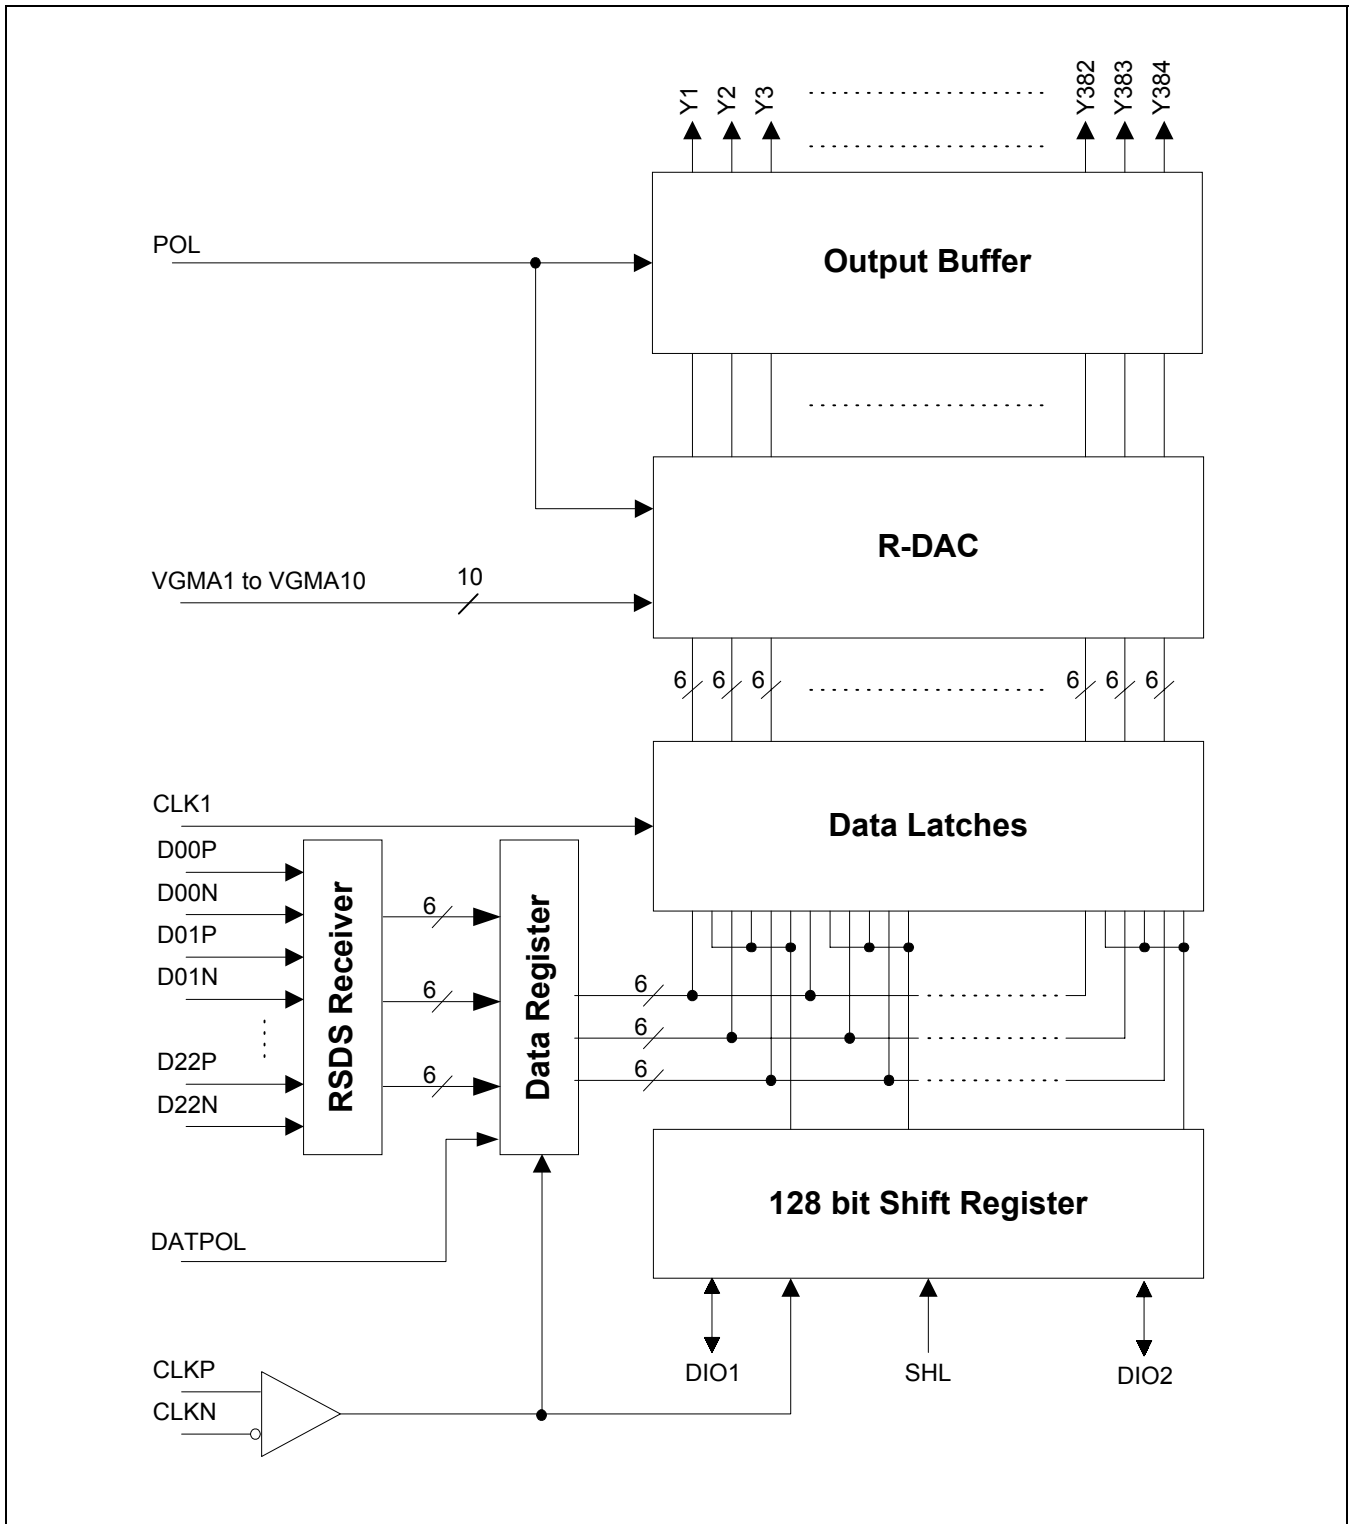 Y1 Y2 Y3 Y382 Y383 Y384
POL
Output Buffer
R-DAC
VGMA1 to VGMA10 10
6 6 6 6 6 6
CLK1
Data Latches
D00P
D00N
D01P
D01N
D22P
D22N
RSDS Receiver
6
6
6
Data Register
6
6
6
128 bit Shift Register
DATPOL
DIO1 SHL DIO2
CLKP
CLKN